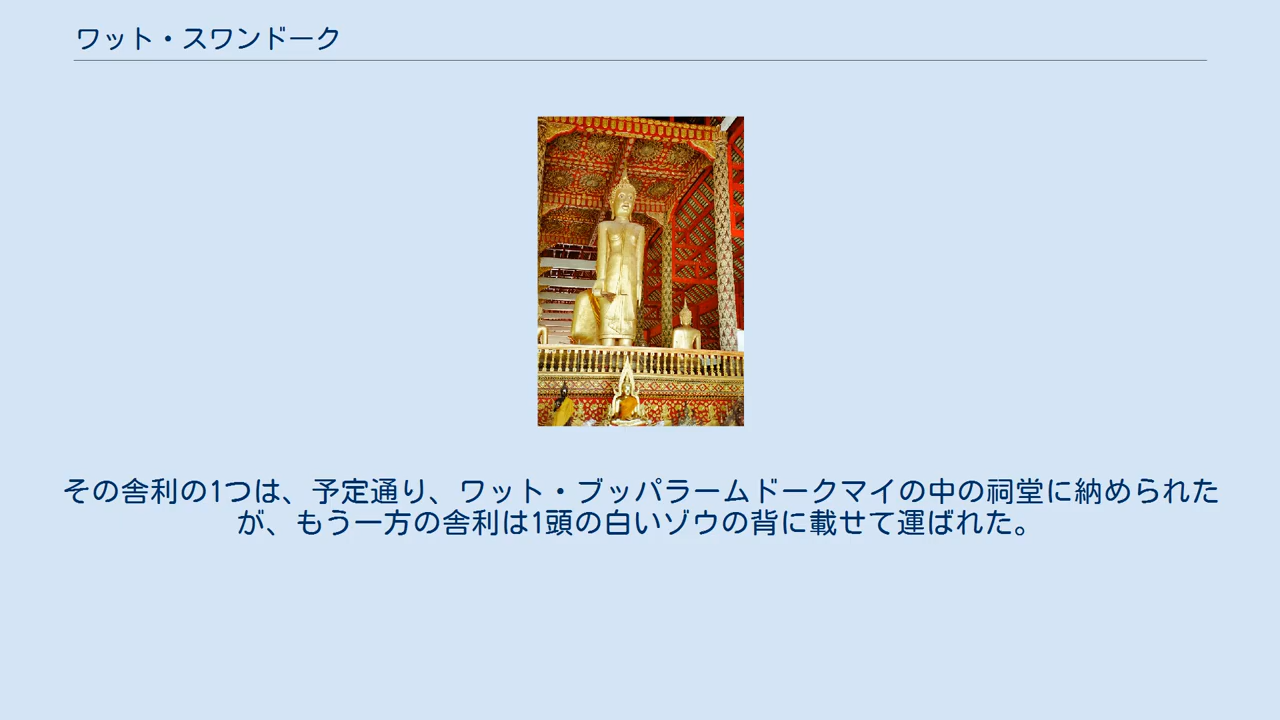 ワット・スワンドーク
その舎利の1つは、予定通り、ワット・ブッパラームドークマイの中の祠堂に納められた
が、もう一方の舎利は1頭の白いゾウの背に載せて運ばれた。